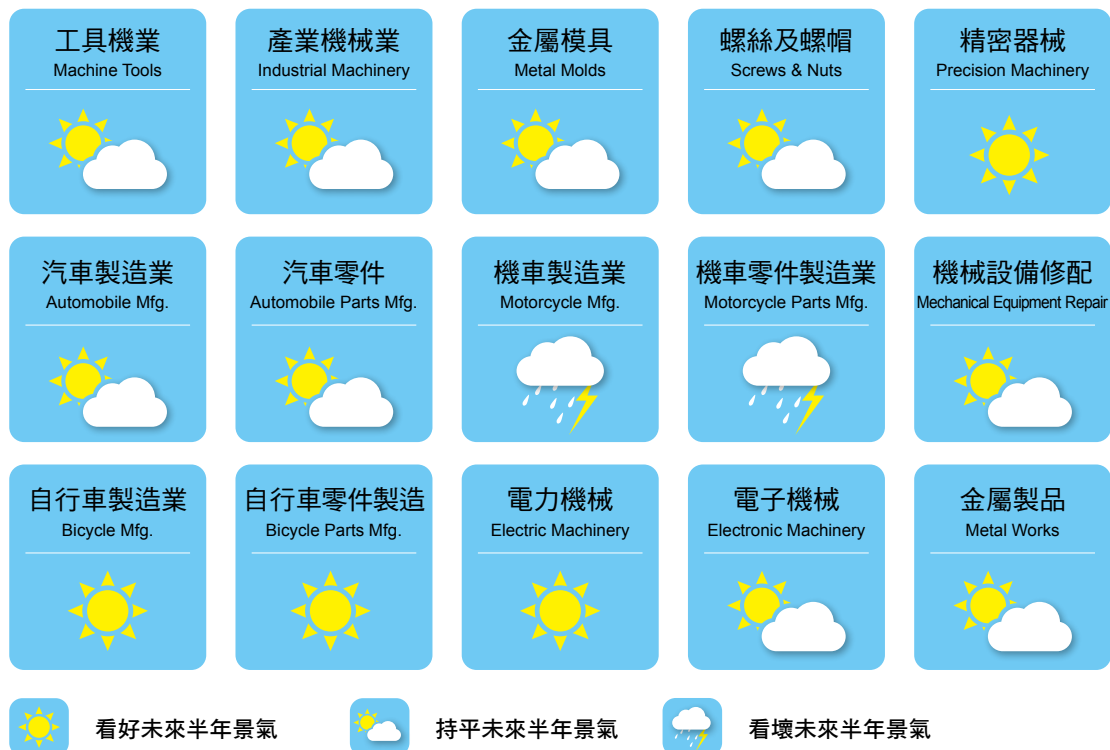 工具機業
Machine Tools
產業機械業
Industrial Machinery
金屬模具
Metal Molds
螺絲及螺帽
Screws & Nuts
精密器械
Precision Machinery
汽車製造業
Automobile Mfg.
汽車零件
Automobile Parts Mfg.
機車製造業
Motorcycle Mfg.
機車零件製造業
Motorcycle Parts Mfg.
機械設備修配
Mechanical Equipment Repair
自行車製造業
Bicycle Mfg.
自行車零件製造
Bicycle Parts Mfg.
電力機械
Electric Machinery
電子機械
Electronic Machinery
金屬製品
Metal Works
看好未來半年景氣
持平未來半年景氣
看壞未來半年景氣